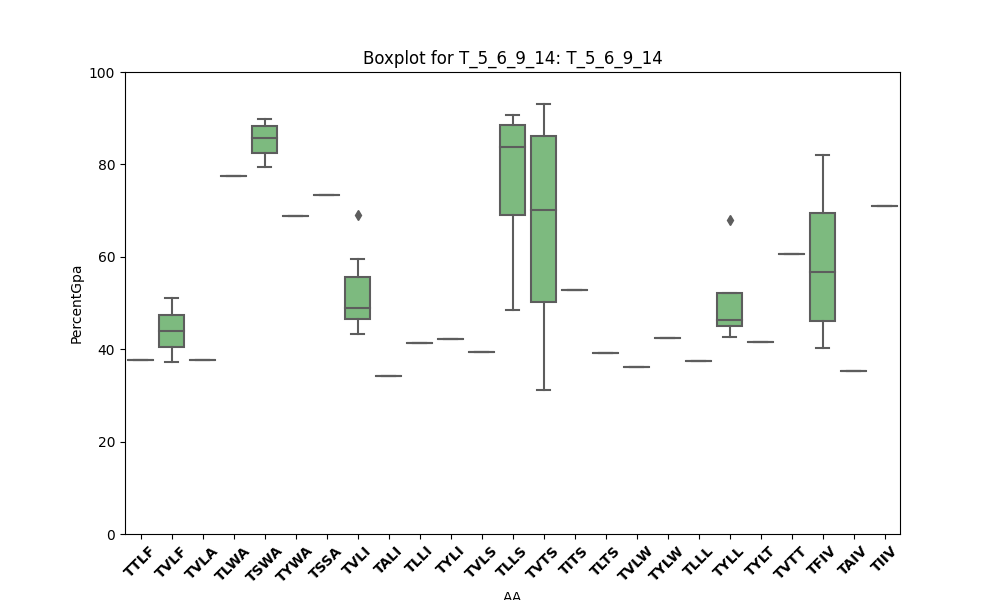 Boxplot for T_5_6_9_14: T_5_6_9_14
100
80
60
40
20
0
PercentGpa
TTLF TVLF TVLA TLWA TSWA TYWA TSSA TVLI TALI TLLI TYLI TVLS TLLS TVTS TITS TLTS TVLW TYLW TLLL TYLL TYLT TVTT TFIV TAIV TIIV
AA